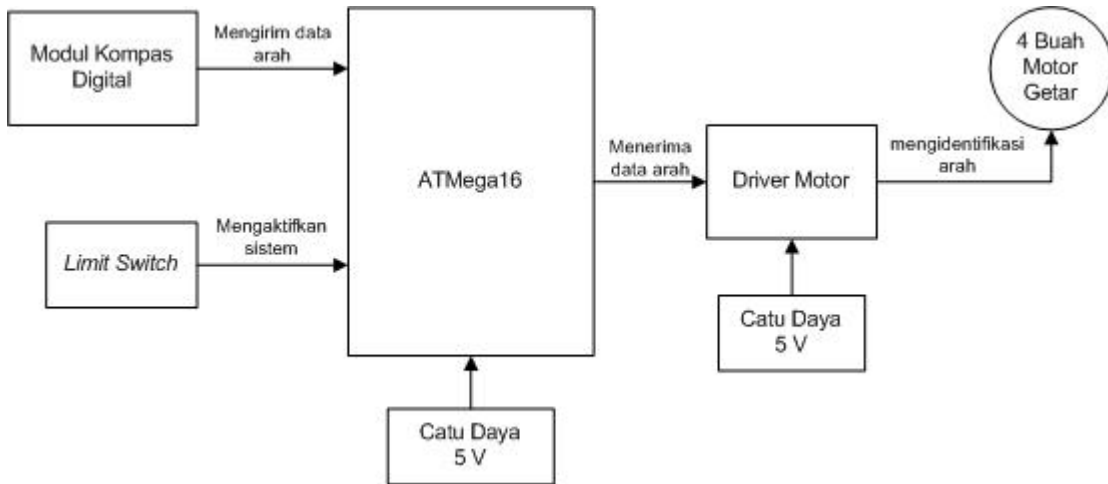 Modul Kompas
Digital
Mengirim data
arah
ATMega16
Limit Switch
Mengaktifkan
sistem
Catu Daya
5 V
Menerima
data arah
Driver Motor
Catu Daya
5 V
mengidentifikasi
arah
4 Buah
Motor
Getar